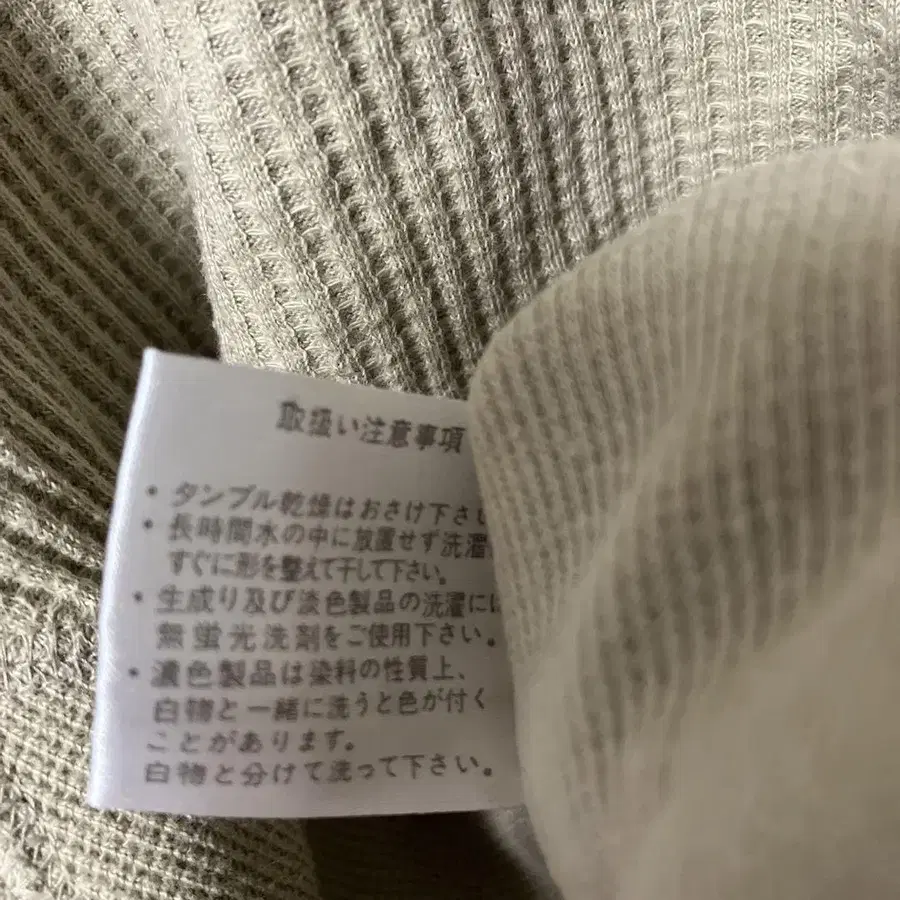 取扱い注意事項
・タンブル乾燥はおさけ下さい
・長時間水の中に放置せず洗濯
すぐに形を整えて干して下さい。
・生成り及び淡色製品の洗濯には
無蛍光洗剤をご使用下さい。
・濃色製品は染料の性質上、
白物と一緒に洗うと色が付く
ことがあります。
白物と分けて洗って下さい。